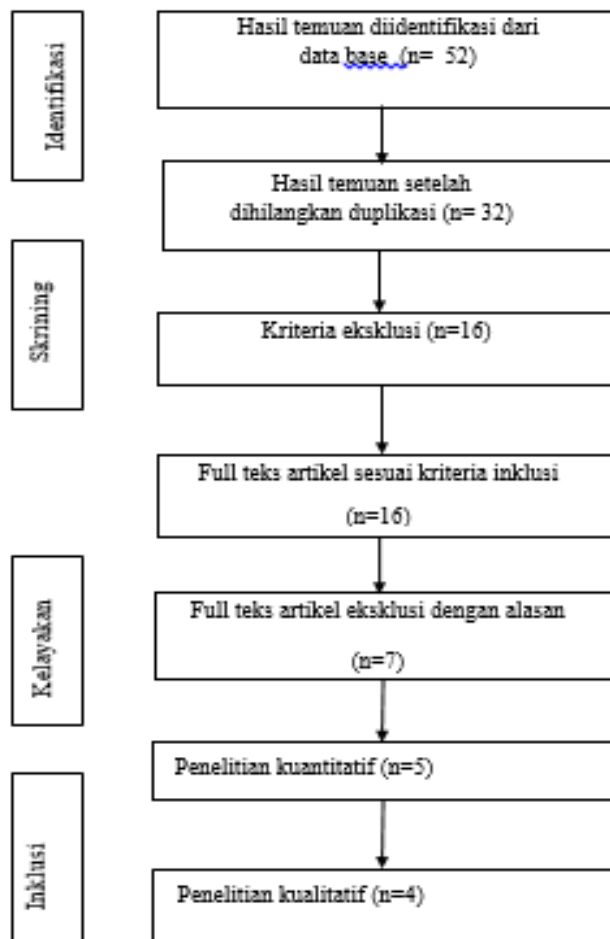 Identifikasi
Hasil temuan diidentifikasi dari
data base (n= 52)
Hasil temuan setelah
dihilangkan duplikasi (n= 32)
Skrining
Kriteria eksklusi (n=16)
Full teks artikel sesuai kriteria inklusi
(n=16)
Kelayakan
Full teks artikel eksklusi dengan alasan
(n=7)
Penelitian kuantitatif (n=5)
Inklusi
Penelitian kualitatif (n=4)